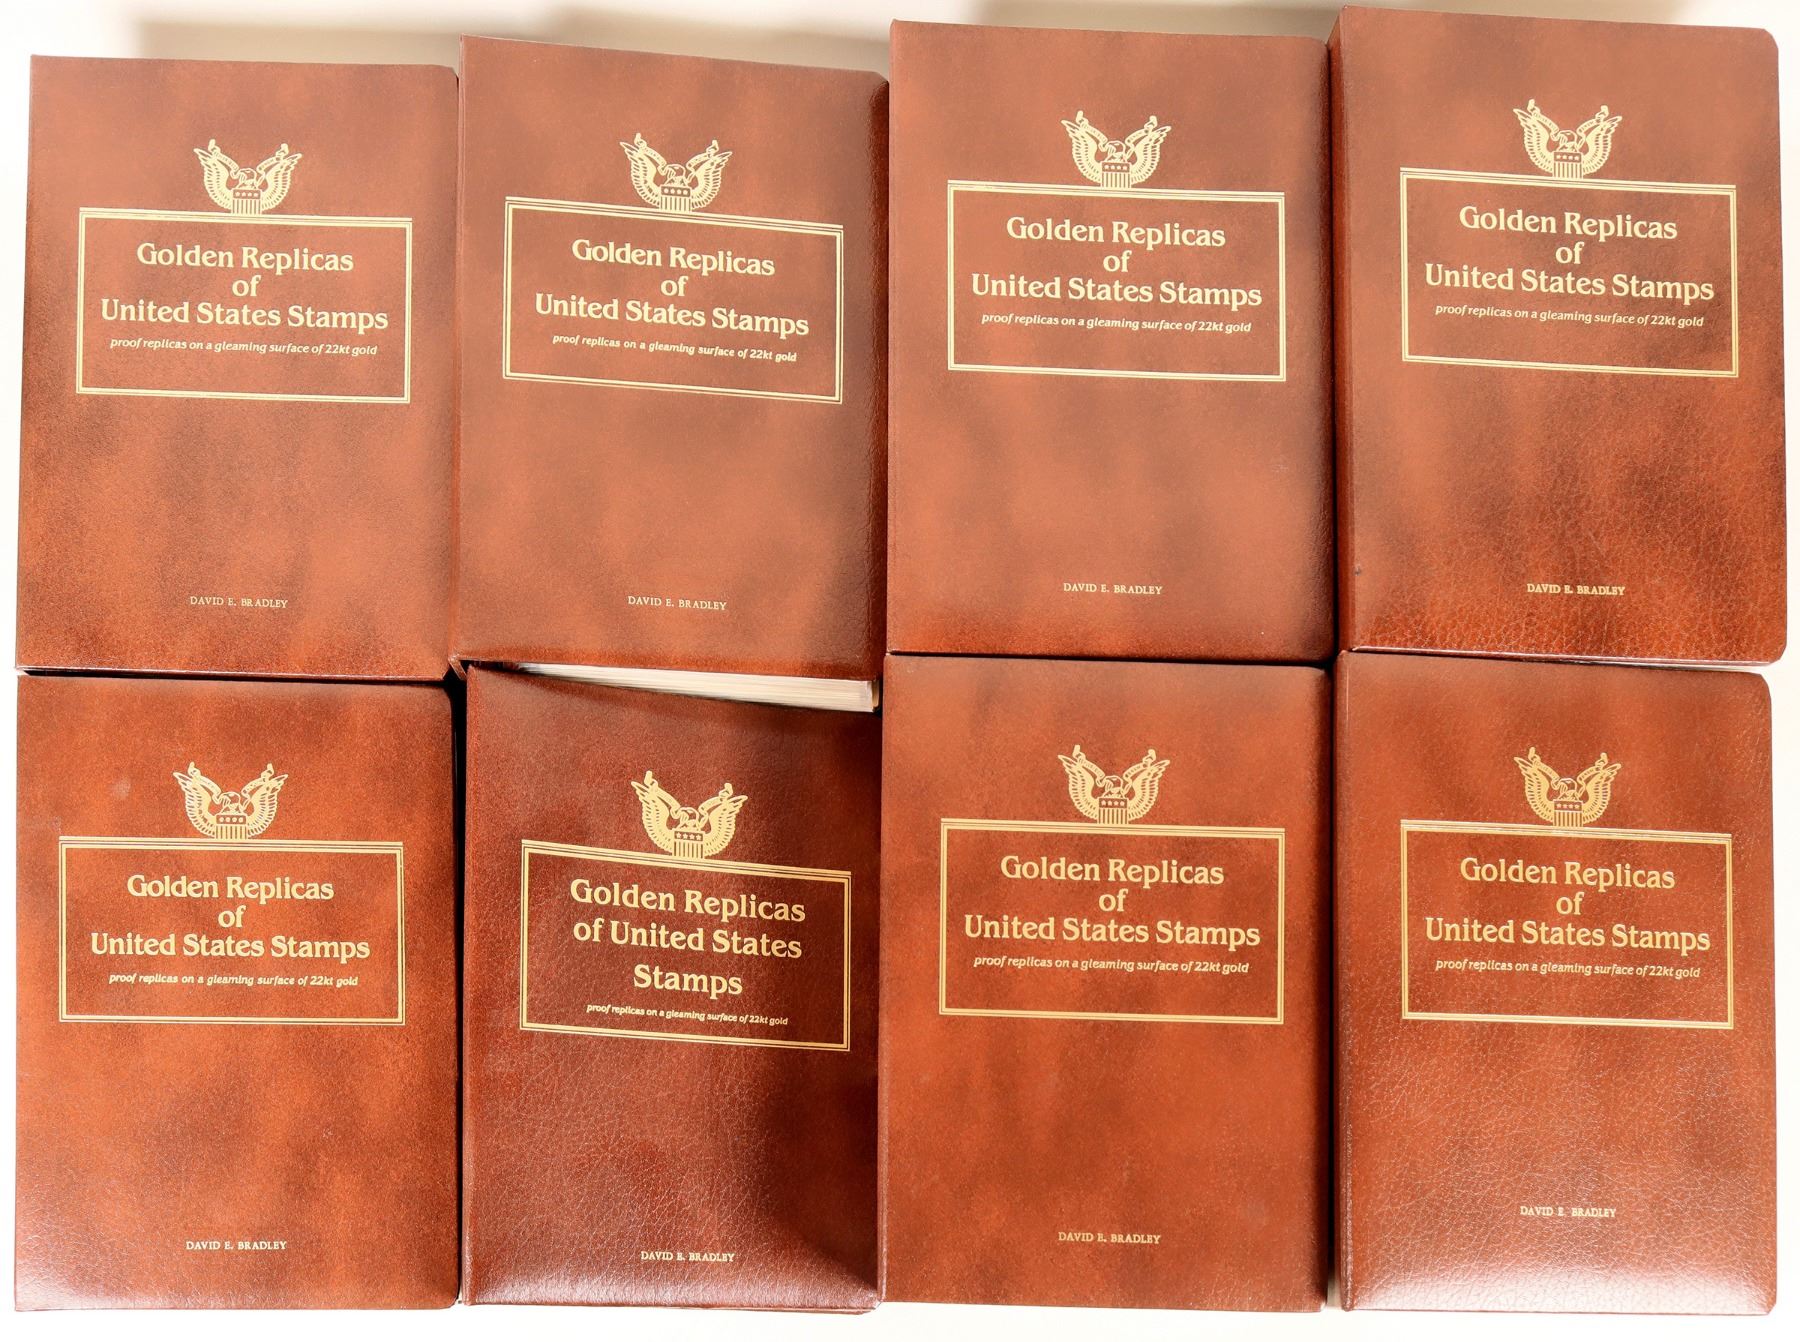 Golden Replicas
of
United States Stamps
proof replicas on a gleaming surface of 22kt gold
DAVID E. BRADLEY
Golden Replicas
of
United States Stamps
proof replicas on a gleaming surface of 22kt gold
DAVID E. BRADLEY
Golden Replicas
of
United States Stamps
proof replicas on a gleaming surface of 22kt gold
DAVID E. BRADLEY
Golden Replicas
of
United States Stamps
proof replicas on a gleaming surface of 22kt gold
DAVID E. BRADLEY
Golden Replicas
of
United States Stamps
proof replicas on a gleaming surface of 22kt gold
DAVID E. BRADLEY
Golden Replicas
of United States
Stamps
proof replicas on a gleaming surface of 22kt gold
DAVID E. BRADLEY
Golden Replicas
of
United States Stamps
proof replicas on a gleaming surface of 22kt gold
DAVID E. BRADLEY
Golden Replicas
of
United States Stamps
proof replicas on a gleaming surface of 22kt gold
DAVID E. BRADLEY